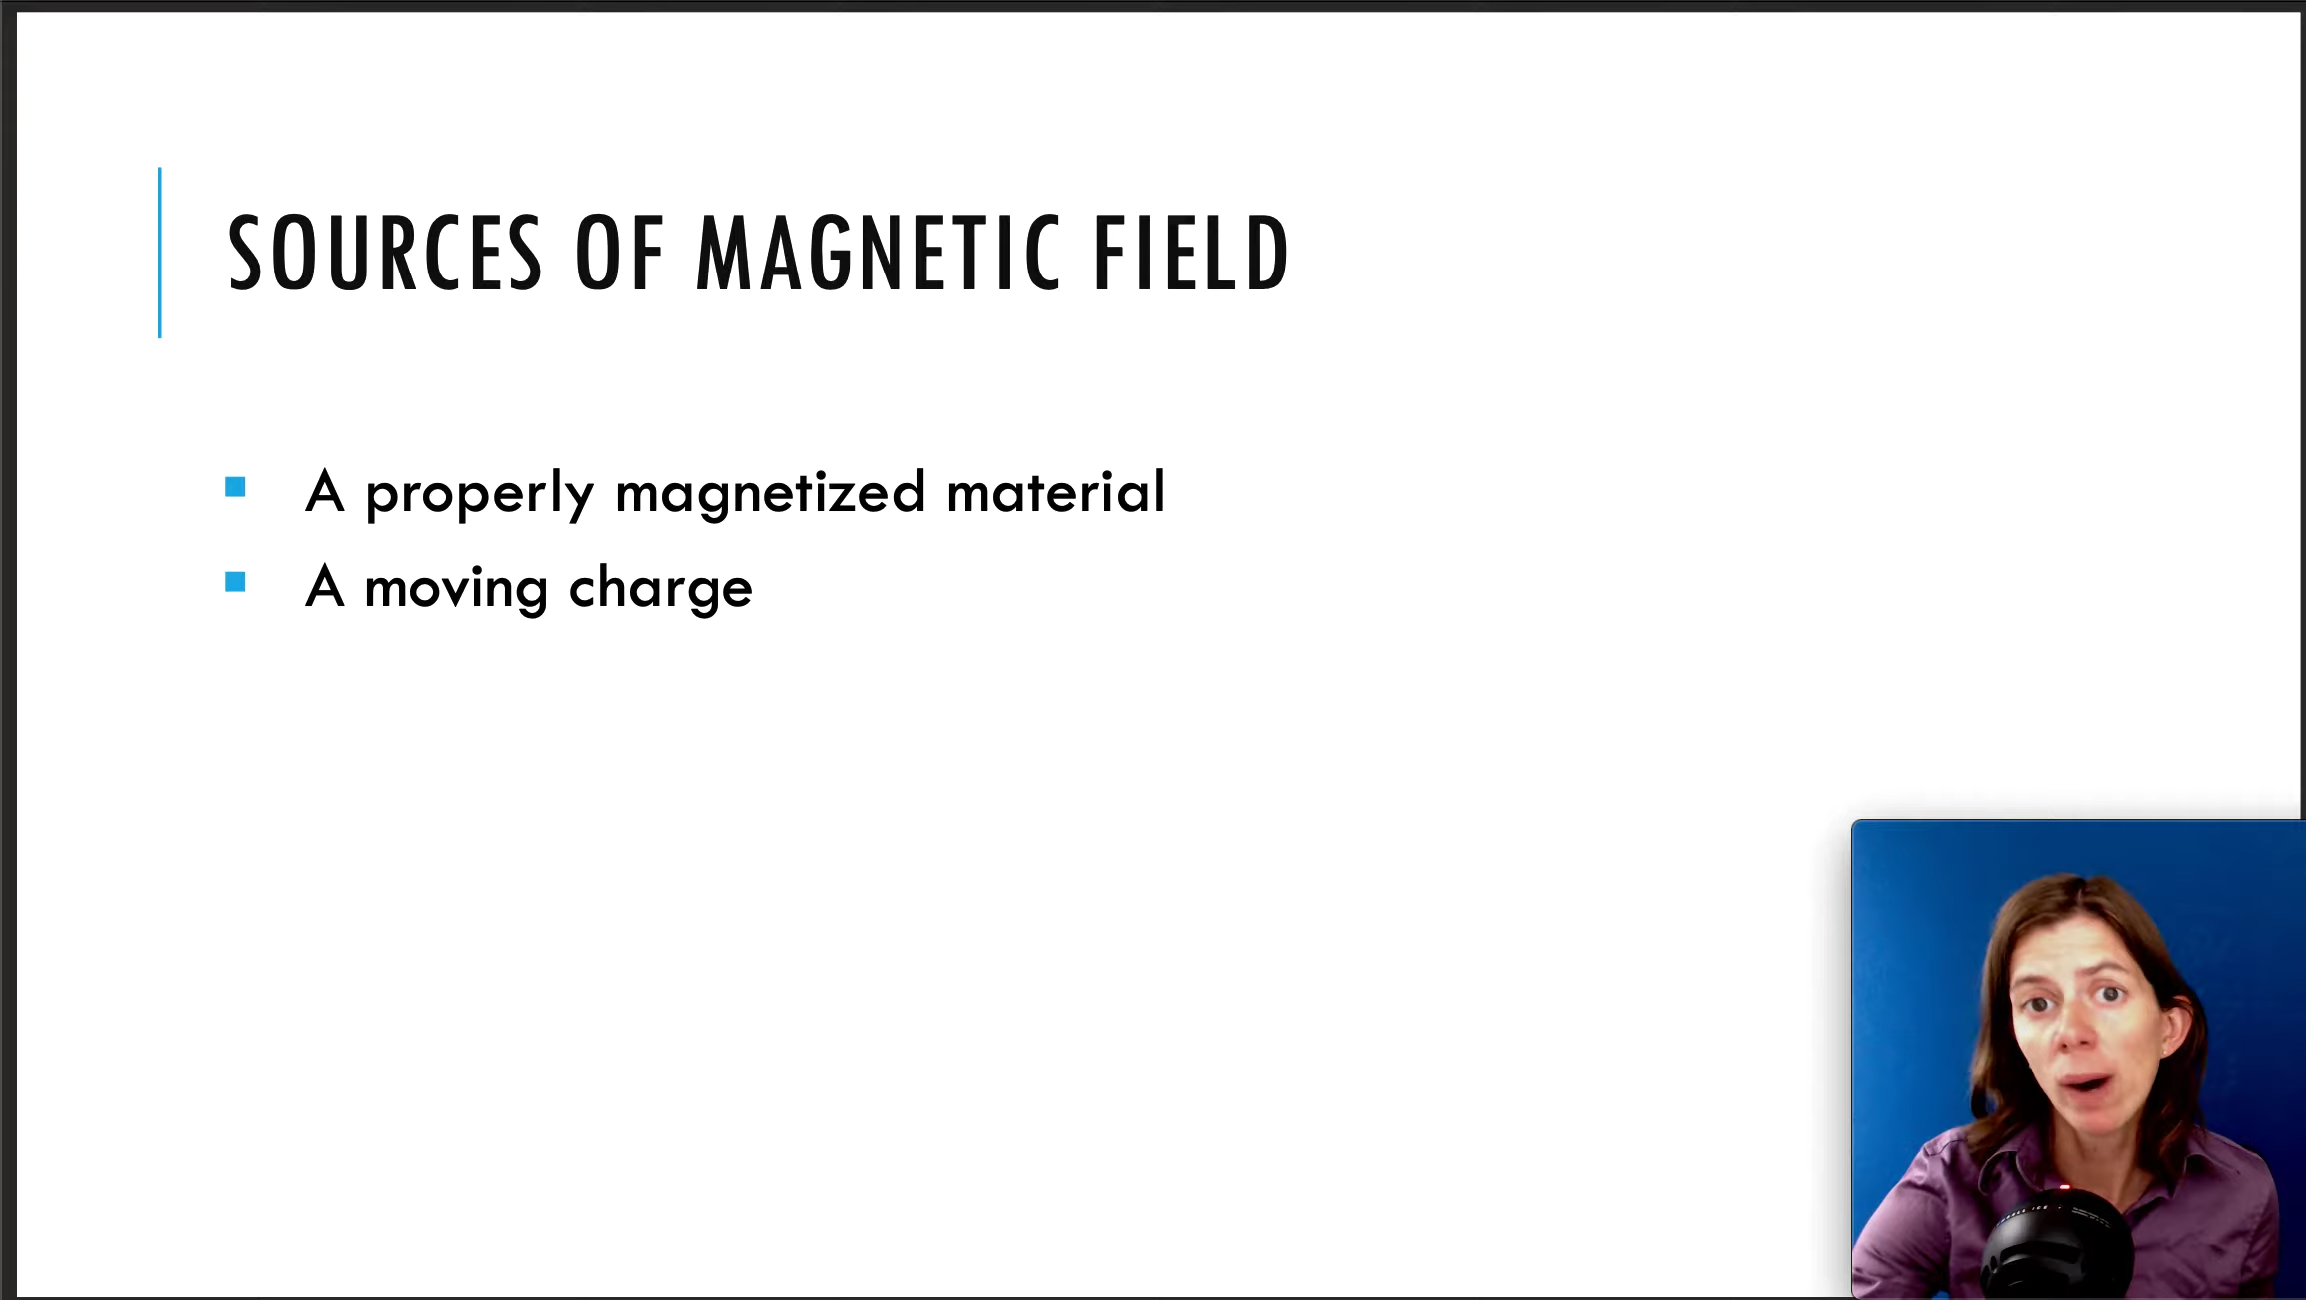 SOURCES OF MAGNETIC FIELD
A properly magnetized material
A moving charge